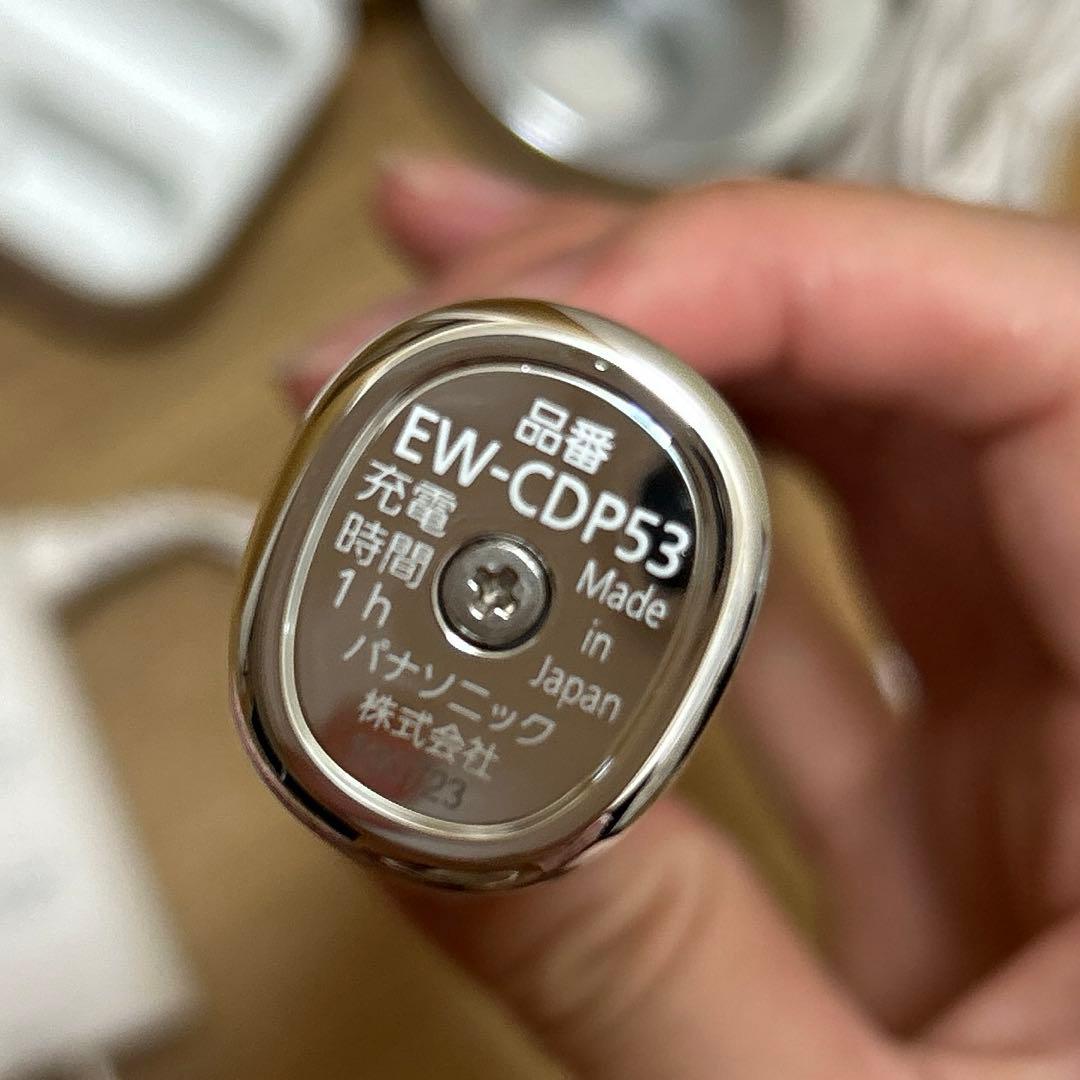 品番
EW-CDP53
充電
時間
1h
Made
in
Japan
パナソニック
株式会社